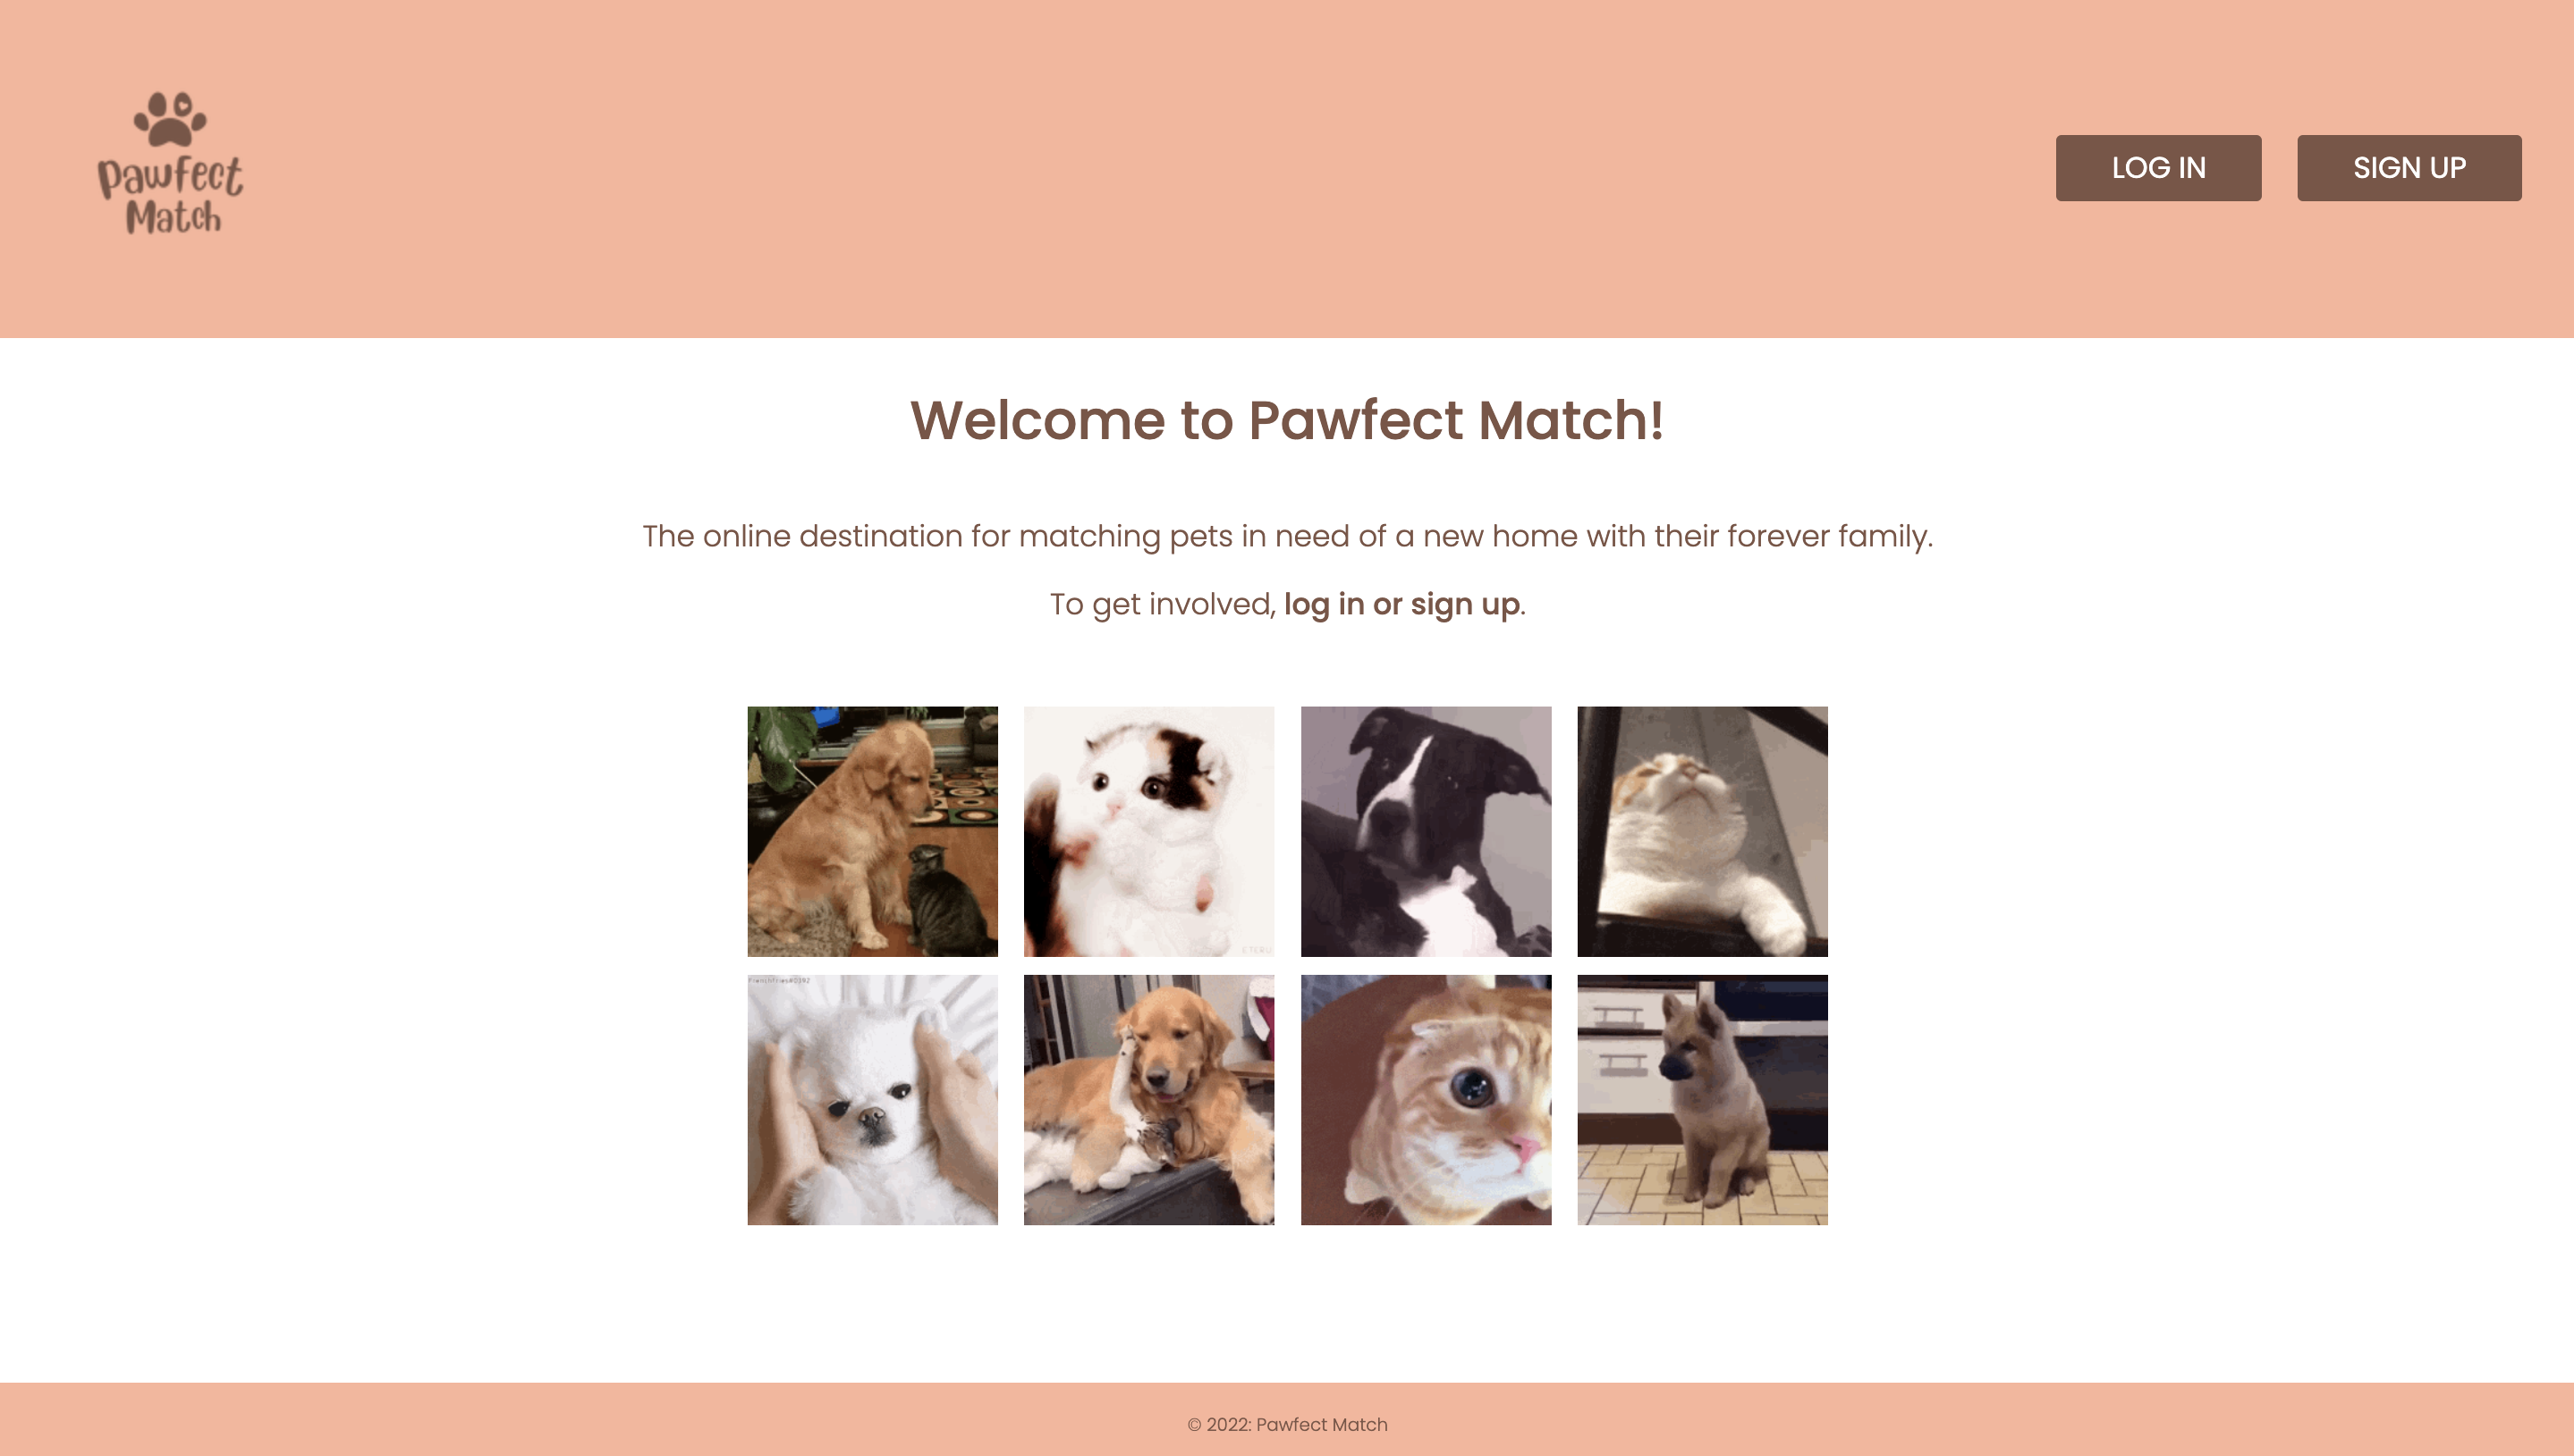 Pawfect
Match
LOG IN
SIGN UP
Welcome to Pawfect Match!
The online destination for matching pets in need of a new home with their forever family.
To get involved, log in or sign up.
© 2022: Pawfect Match